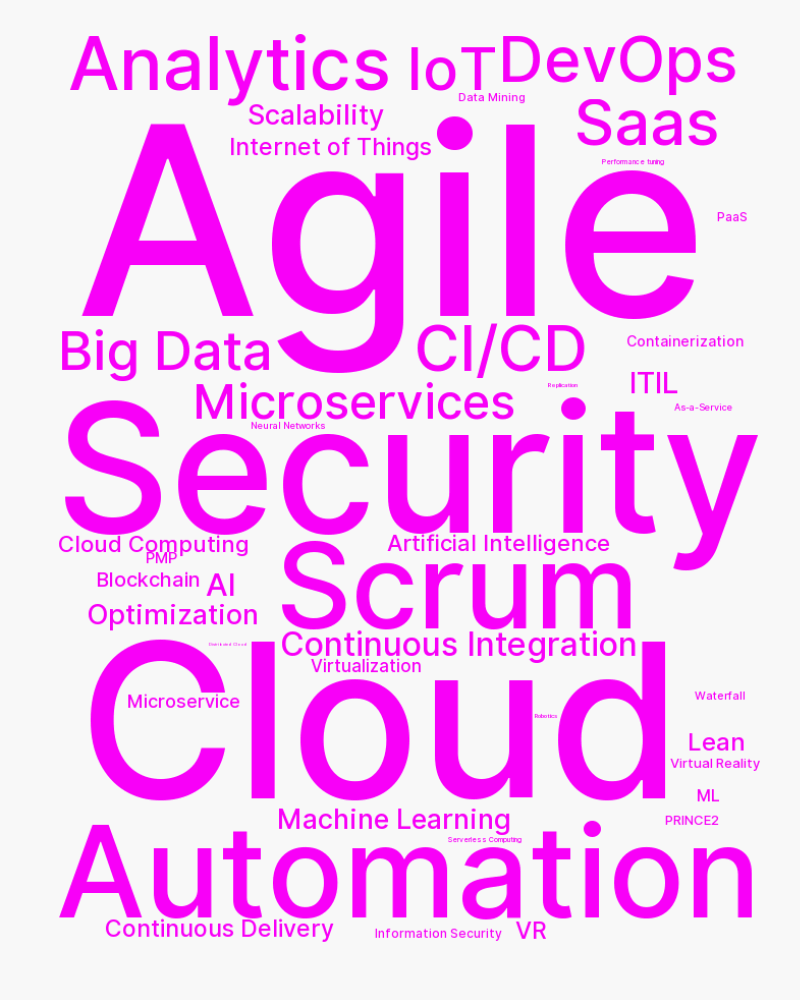 Analytics
IoT
DevOps
Data Mining
Scalability
Saas
Internet of Things
Performance tuning
Agile
PaaS
Big Data
CI/CD
Containerization
ITIL
Replication
Microservices
As-a-Service
Neural Networks
Security
Cloud Computing
Artificial Intelligence
PMP
Blockchain
AI
Scrum
Optimization
Continuous Integration
Distributed Cloud
Virtualization
Cloud
Microservice
Waterfall
Robotics
Lean
Virtual Reality
ML
Machine Learning
PRINCE2
Serverless Computing
Automation
Continuous Delivery
Information Security
VR